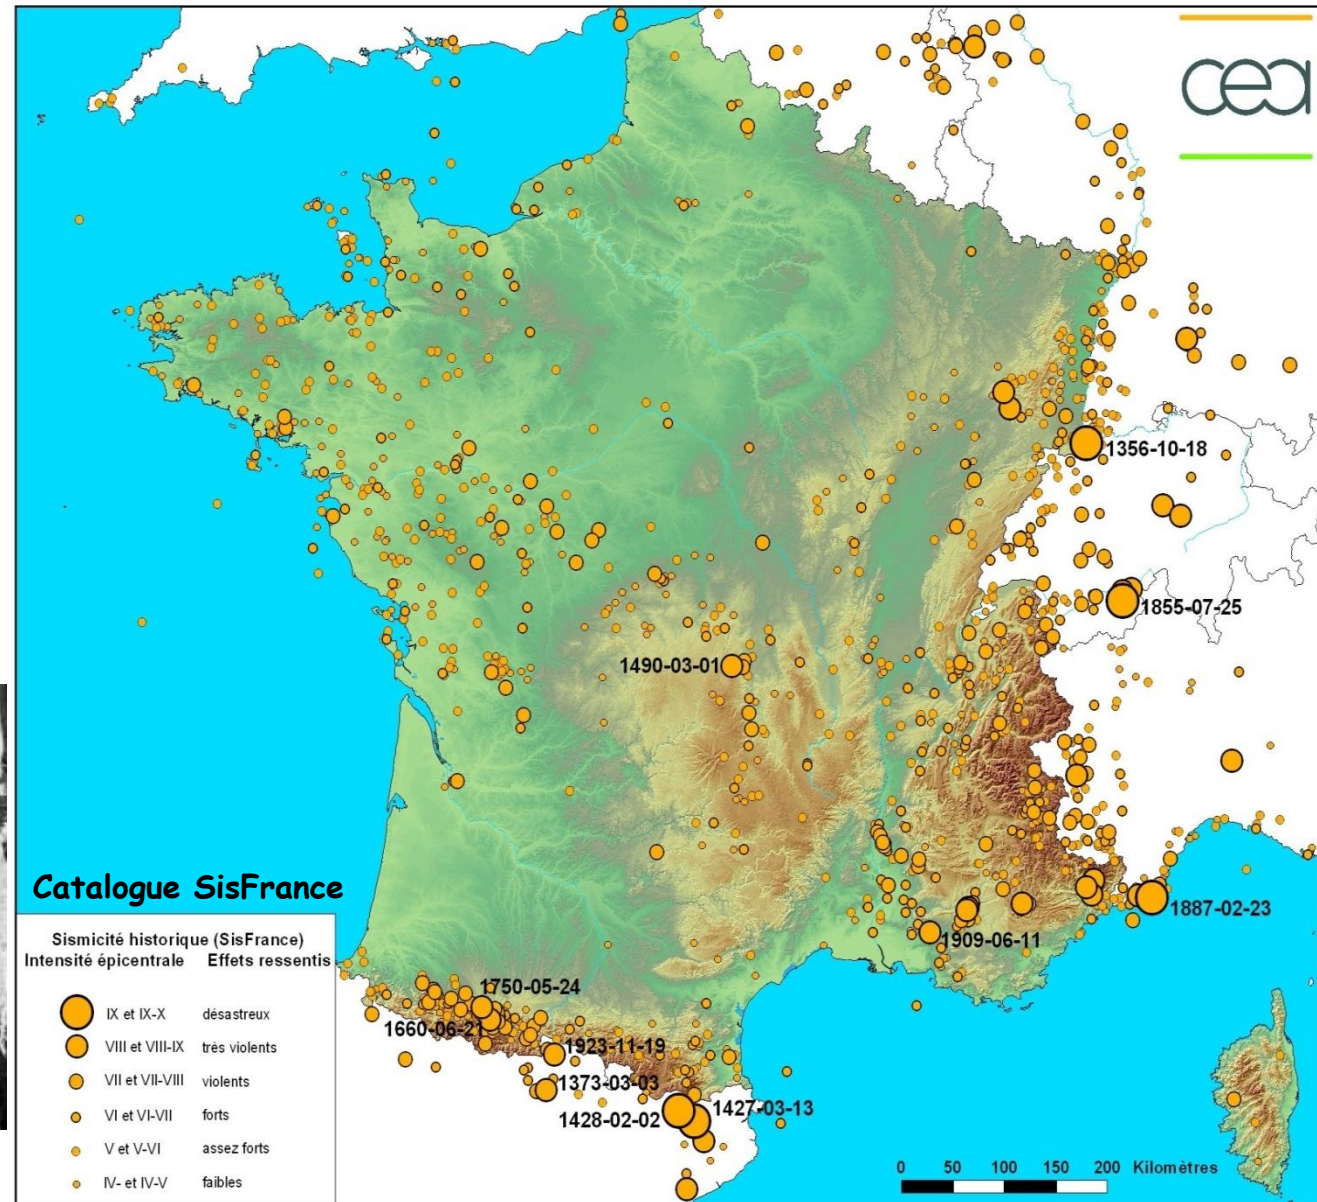 cea
1356-10-18
1855-07-25
1490-03-01
1887-02-23
1909-06-11
1750-05-24
1660-06-21
1923-11-19
1373-03-03
1427-03-13
1428-02-02
Catalogue SisFrance
Sismicité historique (SisFrance)
Intensité épicentrale Effets ressentis
IX et IX-X désastreux
VIII et VIII-IX très violents
VII et VII-VIII violents
VI et VI-VII forts
V et V-VI assez forts
IV- et IV-V faibles
0 50 100 150 200 Kilomètres